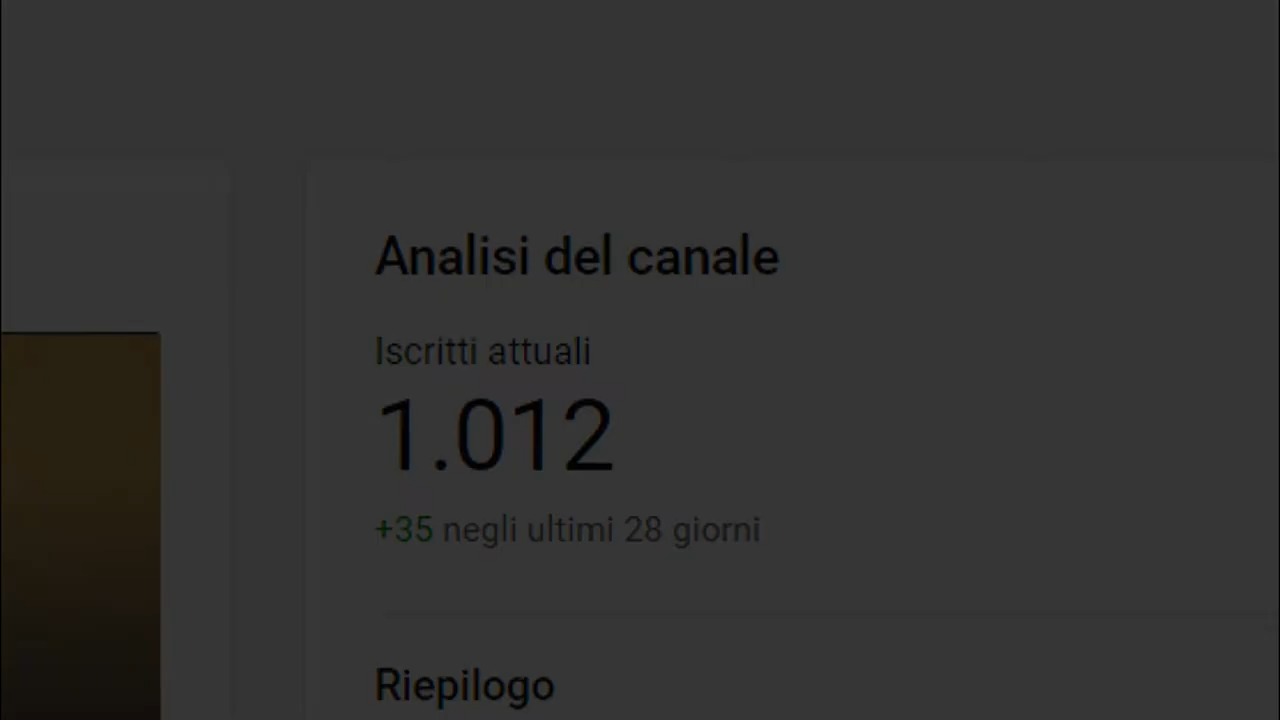 Analisi del canale
Iscritti attuali
1.012
+35 negli ultimi 28 giorni
Riepilogo